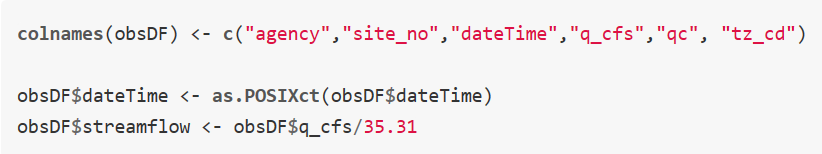 colnames(obsDF) <- c("agency","site_no","dateTime","q_cfs","qc", "tz_cd")
obsDF$dateTime <- as.POSIXct(obsDF$dateTime)
obsDF$streamflow <- obsDF$q_cfs/35.31